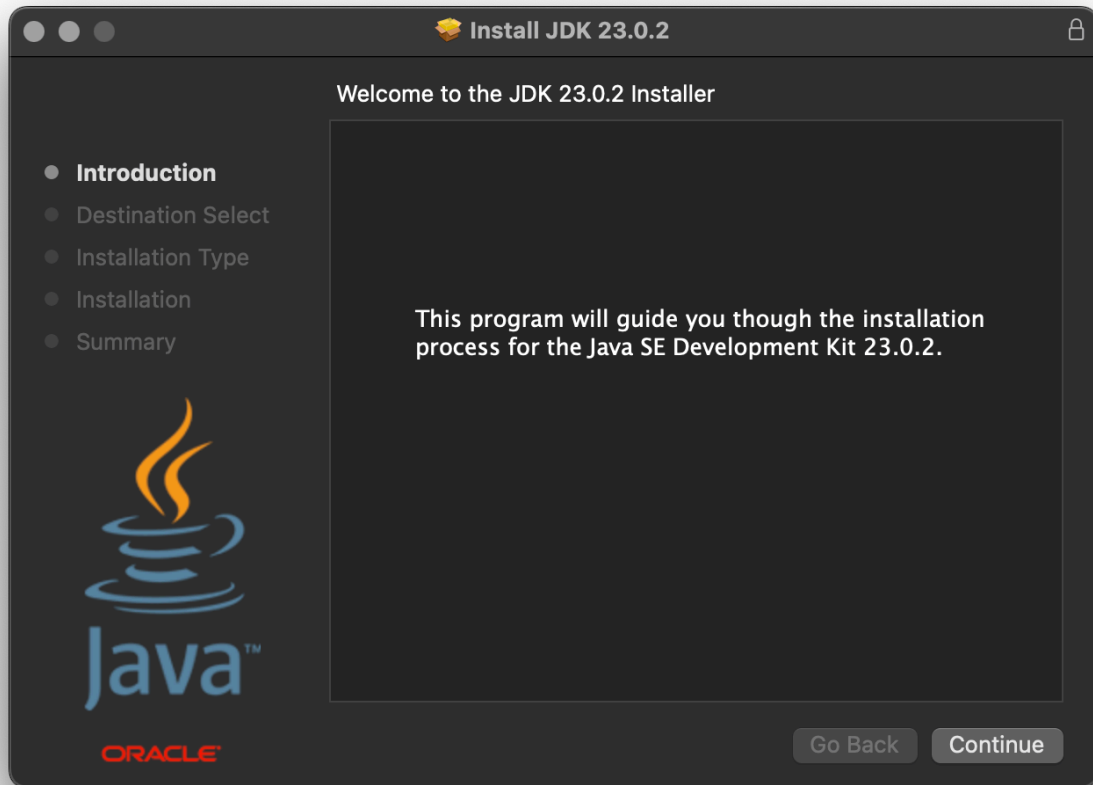 Install JDK 23.0.2
Welcome to the JDK 23.0.2 Installer
Introduction
Destination Select
Installation Type
Installation
Summary
This program will guide you though the installation
process for the Java SE Development Kit 23.0.2.
Java™
ORACLE®
Go Back
Continue